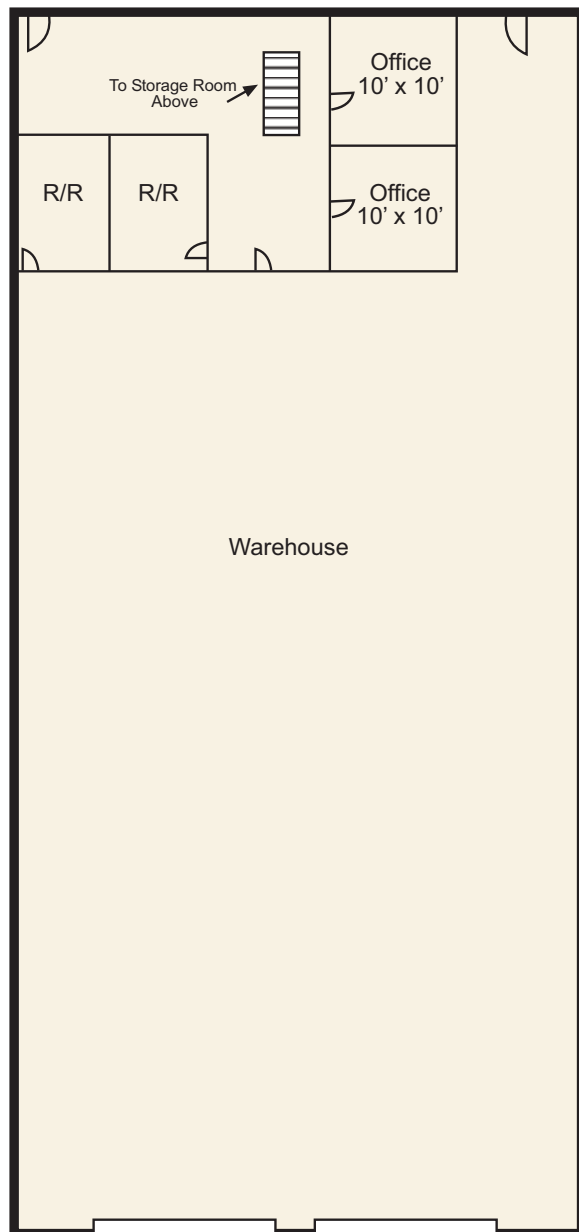 To Storage Room
Above
Office
10’ x 10’
R/R
R/R
Office
10’ x 10’
Warehouse